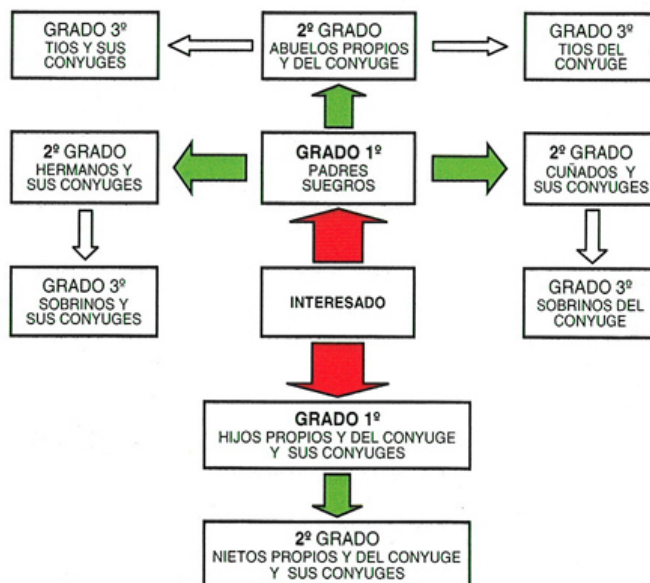 GRADO 3º
TIOS Y SUS
CONYUGES
2º GRADO
ABUELOS PROPIOS
Y DEL CONYUGE
GRADO 3º
TIOS DEL
CONYUGE
2º GRADO
HERMANOS Y
SUS CONYUGES
GRADO 1º
PADRES
SUEGROS
2º GRADO
CUÑADOS Y
SUS CONYUGES
GRADO 3º
SOBRINOS Y
SUS CONYUGES
INTERESADO
GRADO 3º
SOBRINOS DEL
CONYUGE
GRADO 1º
HIJOS PROPIOS Y DEL CONYUGE
Y SUS CONYUGES
2º GRADO
NIETOS PROPIOS Y DEL CONYUGE
Y SUS CONYUGES